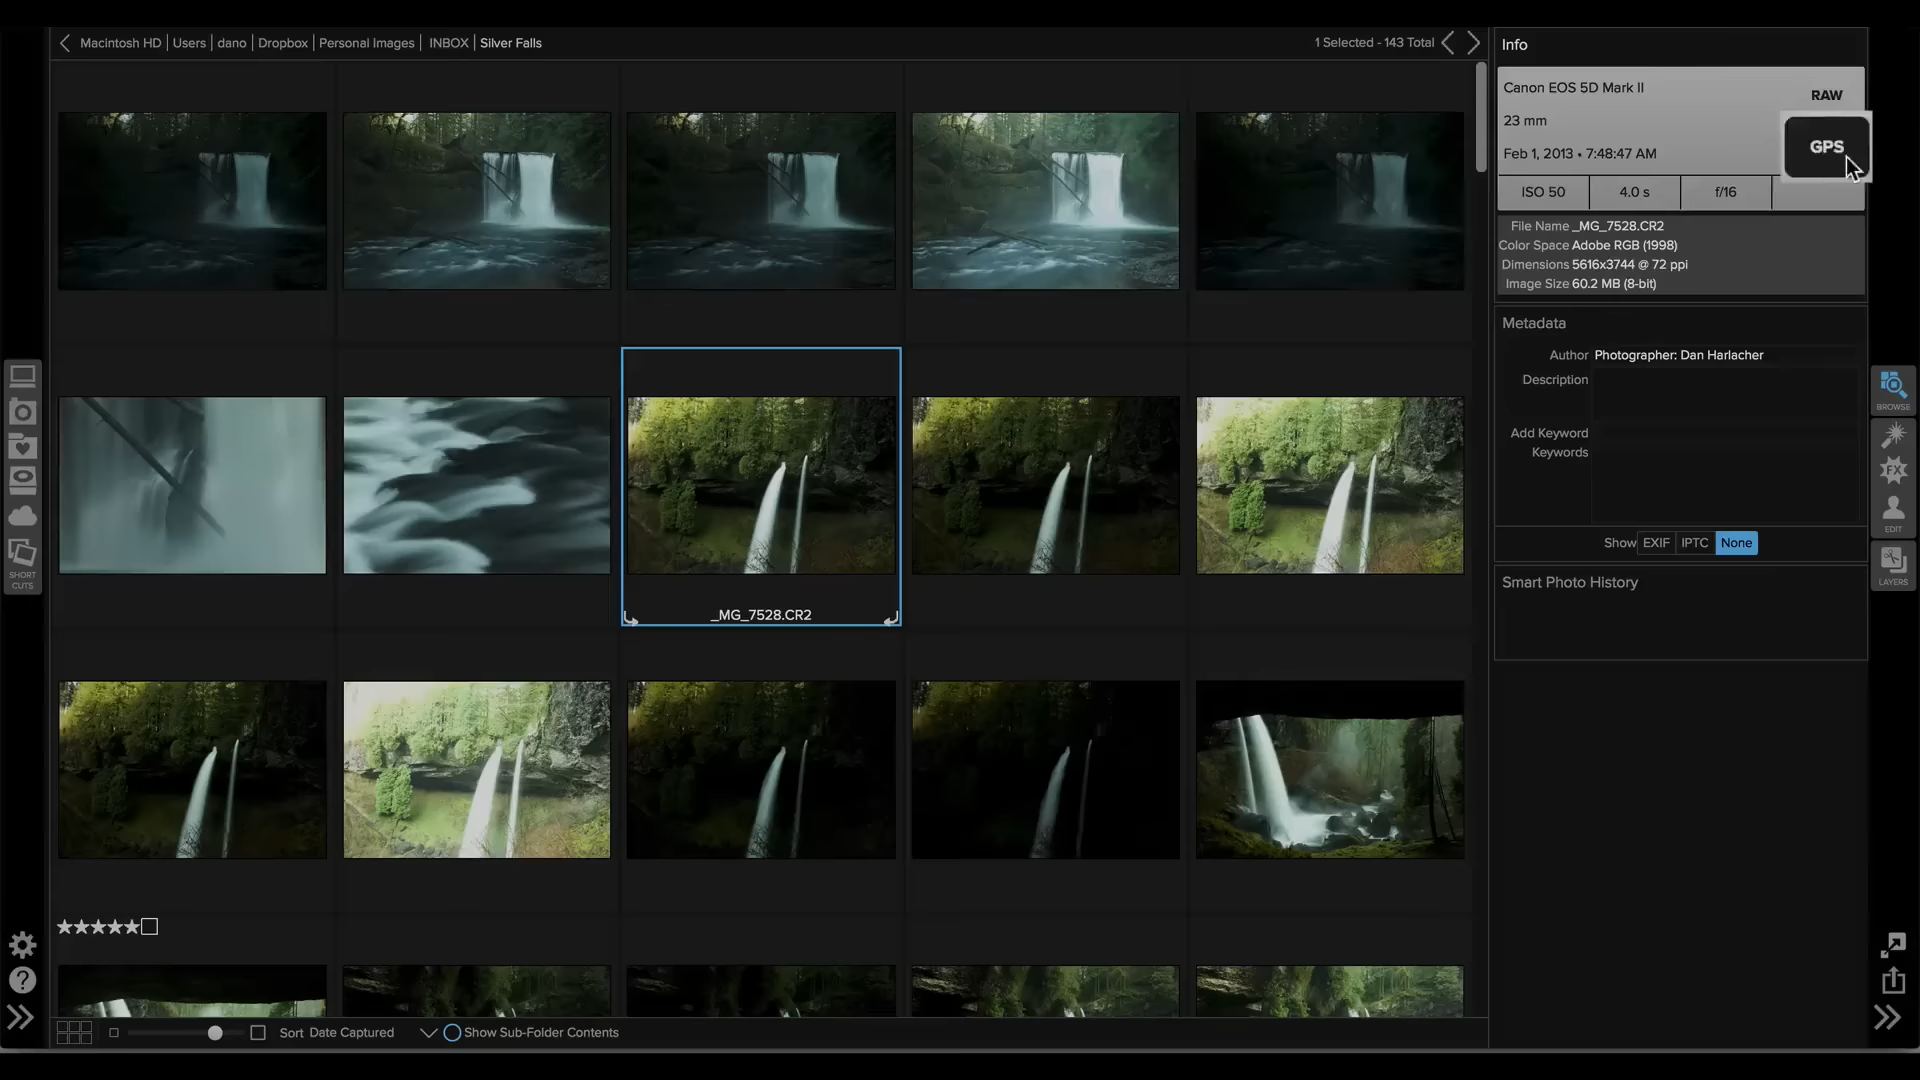 Macintosh HD | Users | dano | Dropbox | Personal Images | INBOX | Silver Falls
1 Selected - 143 Total
Info
Canon EOS 5D Mark II
RAW
23 mm
GPS
Feb 1, 2013 • 7:48:47 AM
ISO 50
4.0 s
f/16
File Name _MG_7528.CR2
Color Space Adobe RGB (1998)
Dimensions 5616x3744 @ 72 ppi
Image Size 60.2 MB (8-bit)
Metadata
Author Photographer: Dan Harlacher
Description
Add Keyword
Keywords
Show EXIF IPTC None
Smart Photo History
SHORT
CUTS
BROWSE
FX
EDIT
LAYERS
_MG_7528.CR2
Sort Date Captured
Show Sub-Folder Contents